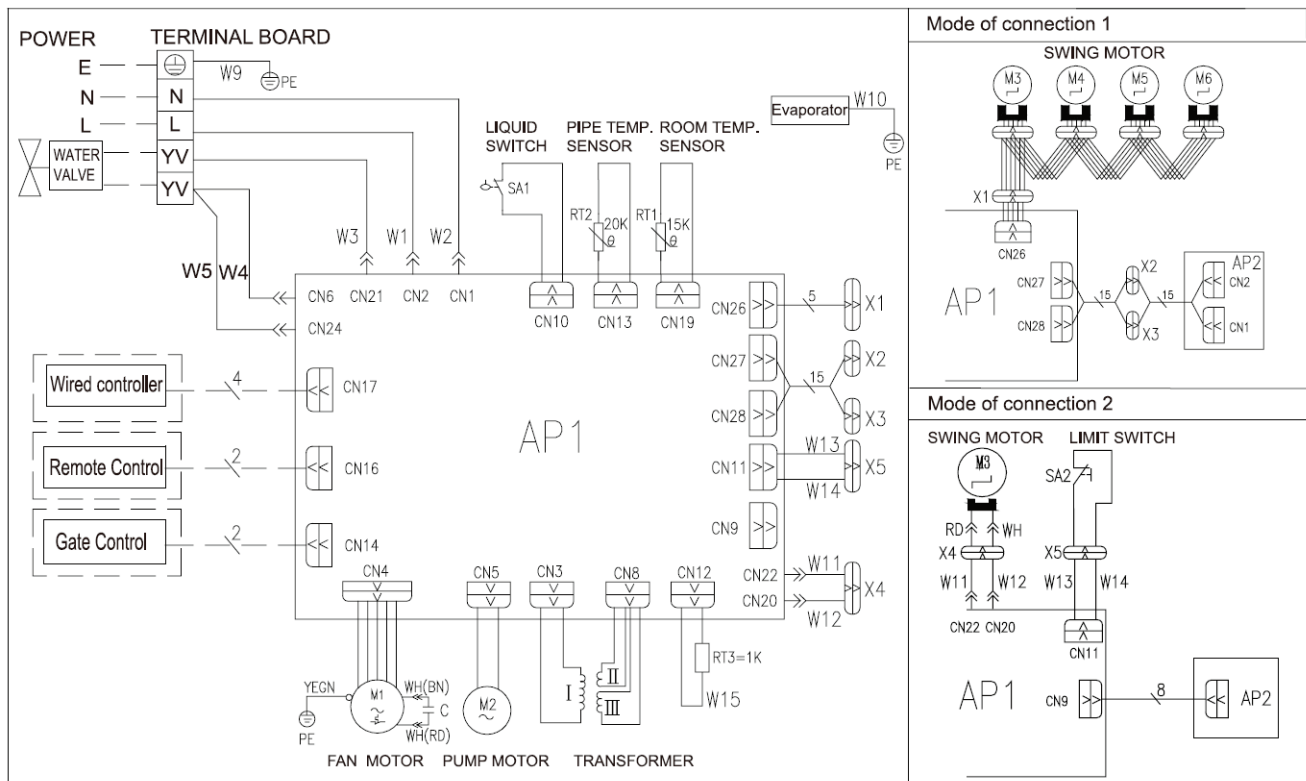 POWER
TERMINAL BOARD
E
N
L
WATER
VALVE
N
L
YV
YV
W9
PE
W3
W1
W2
W5
W4
CN6
CN21
CN2
CN1
CN24
LIQUID
SWITCH
SA1
CN10
PIPE TEMP.
SENSOR
RT2
20K
θ
CN13
ROOM TEMP.
SENSOR
RT1
15K
θ
CN19
Evaporator
W10
PE
Wired controller
4
CN17
Remote Control
2
CN16
Gate Control
2
CN14
AP1
CN26
5
X1
CN27
X2
15
CN28
X3
CN11
W13
W14
X5
CN9
CN22
W11
CN20
W12
X4
CN4
CN5
CN3
CN8
CN12
YEGN
PE
M1
~
WH(BN)
C
WH(RD)
M2
~
I
II
III
RT3=1K
W15
FAN MOTOR
PUMP MOTOR
TRANSFORMER
Mode of connection 1
SWING MOTOR
M3
M4
M5
M6
X1
CN26
AP1
CN27
CN28
15
X2
X3
15
AP2
CN2
CN1
Mode of connection 2
SWING MOTOR
LIMIT SWITCH
M3
SA2
RD
WH
X4
X5
W11
W12
W13
W14
CN22
CN20
CN11
AP1
CN9
8
AP2